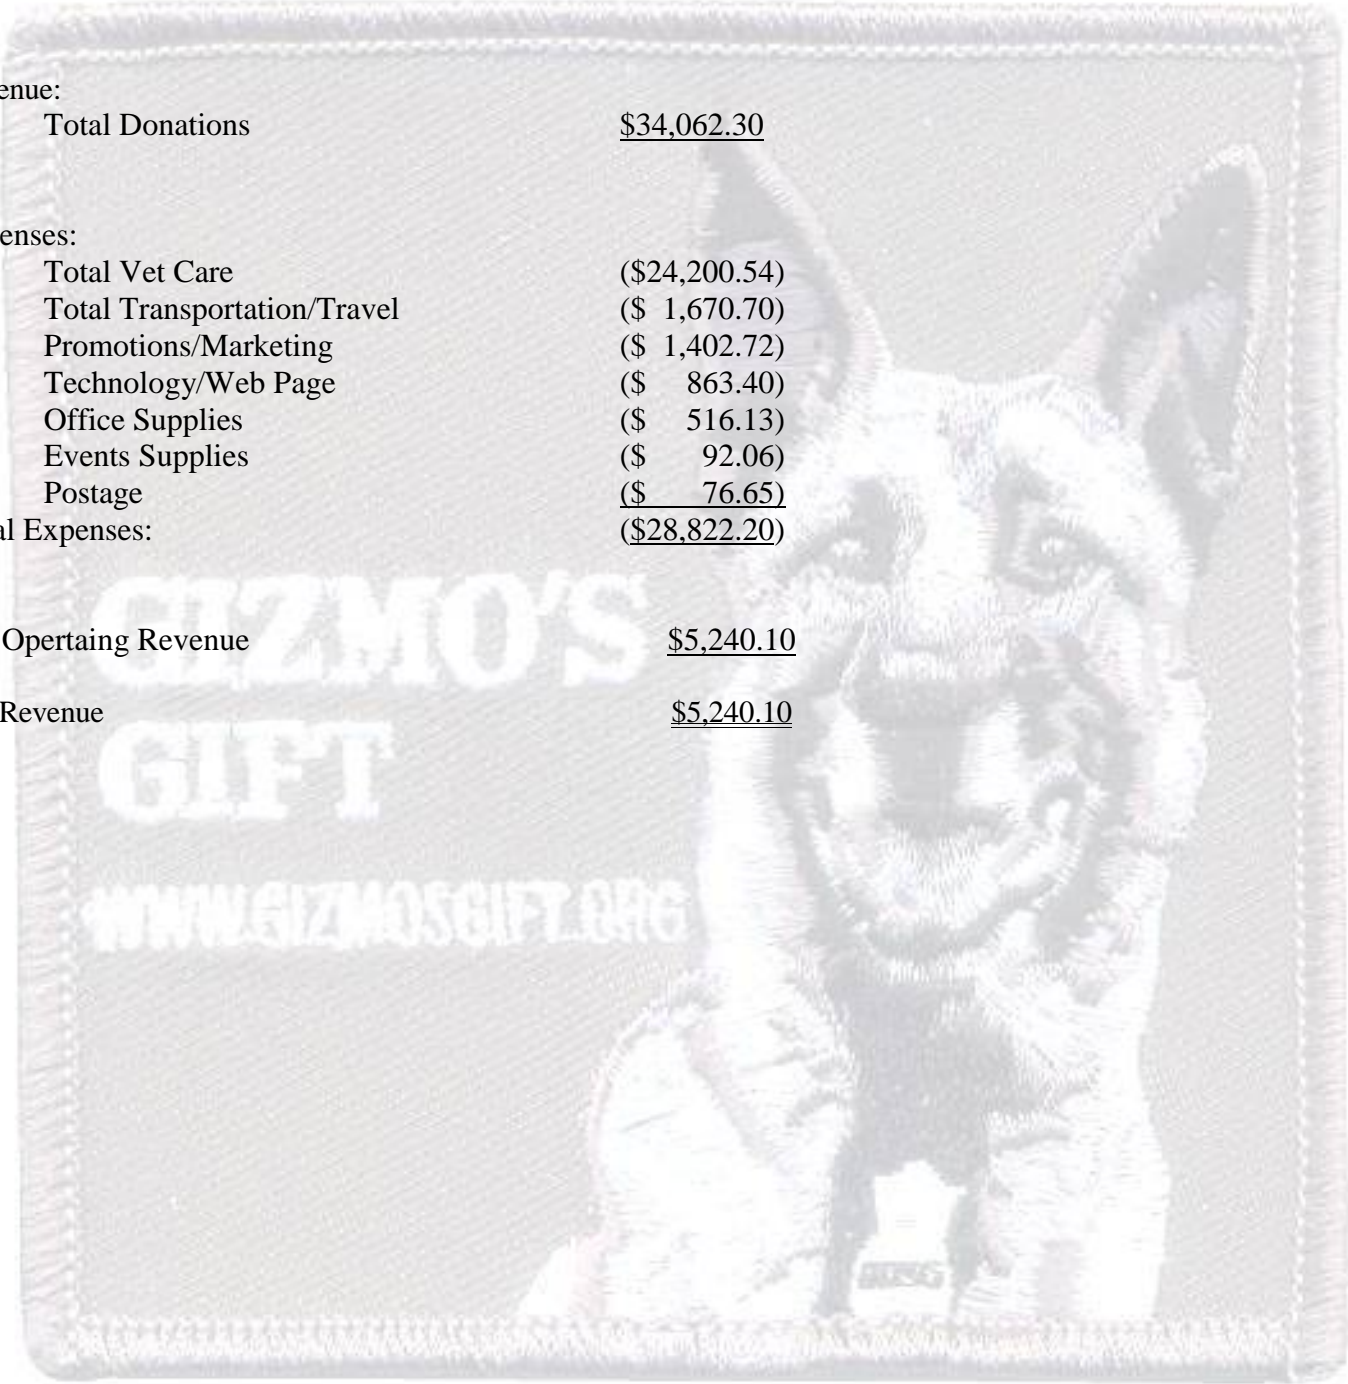 enue:
Total Donations $34,062.30
enses:
Total Vet Care ($24,200.54)
Total Transportation/Travel ($ 1,670.70)
Promotions/Marketing ($ 1,402.72)
Technology/Web Page ($ 863.40)
Office Supplies ($ 516.13)
Events Supplies ($ 92.06)
Postage ($ 76.65)
al Expenses: ($28,822.20)
GIZMO'S
Opertaing Revenue $5,240.10
Revenue $5,240.10
GIFT
WWW.GIZMOSGIFT.ORG